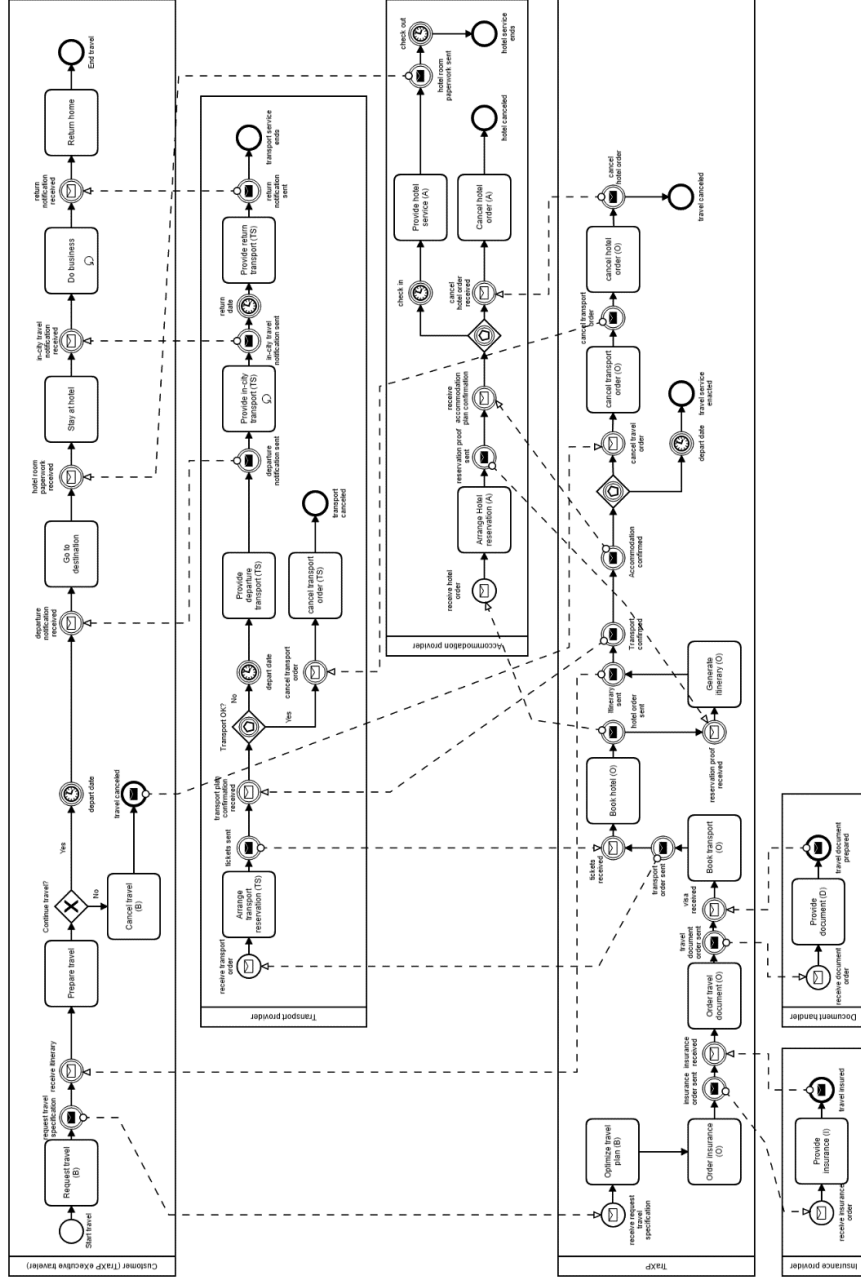 Customer (TraXP eXecutive traveler)
Start travel
Request travel
(B)
request travel
specification
receive itinerary
Prepare travel
Continue travel?
Yes
No
Cancel travel
(B)
travel canceled
depart date
departure
notification
received
Go to
destination
hotel room
paperwork
received
Stay at hotel
in-city travel
notification
received
Do business
return
notification
received
Return home
End travel
Transport provider
receive transport
order
Arrange
transport
reservation (TS)
tickets sent
transport plan
confirmation
received
Transport OK?
No
Yes
depart date
cancel transport
order
Provide
departure
transport (TS)
cancel transport
order (TS)
transport
canceled
departure
notification sent
Provide in-city
transport (TS)
in-city travel
notification sent
return
date
Provide return
transport (TS)
return
notification
sent
transport service
ends
Accommodation provider
receive hotel
order
Arrange Hotel
reservation (A)
reservation proof
sent
receive
accommodation
plan confirmation
check in
cancel
hotel order
received
Provide hotel
service (A)
Cancel hotel
order (A)
hotel room
paperwork sent
check out
hotel canceled
hotel service
ends
TraXP
receive request
travel
specification
Optimize travel
plan (B)
Order insurance
(O)
insurance
order sent
insurance
received
Order travel
document (O)
travel
document
order sent
visa
received
Book transport
(O)
transport
order sent
tickets
received
Book hotel (O)
hotel order
sent
reservation proof
received
Generate
itinerary (O)
Itinerary
sent
Transport
confirmed
Accommodation
confirmed
cancel travel
order
depart date
travel service
enacted
cancel transport
order (O)
cancel transport
order
cancel hotel
order (O)
cancel
hotel order
travel canceled
Insurance provider
receive insurance
order
Provide
insurance (I)
travel insured
Document handler
receive document
order
Provide
document (D)
travel document
prepared